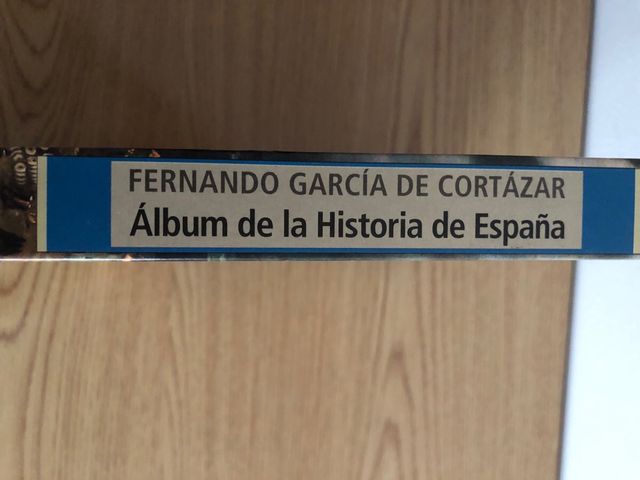 FERNANDO GARCÍA DE CORTÁZAR
Álbum de la Historia de España